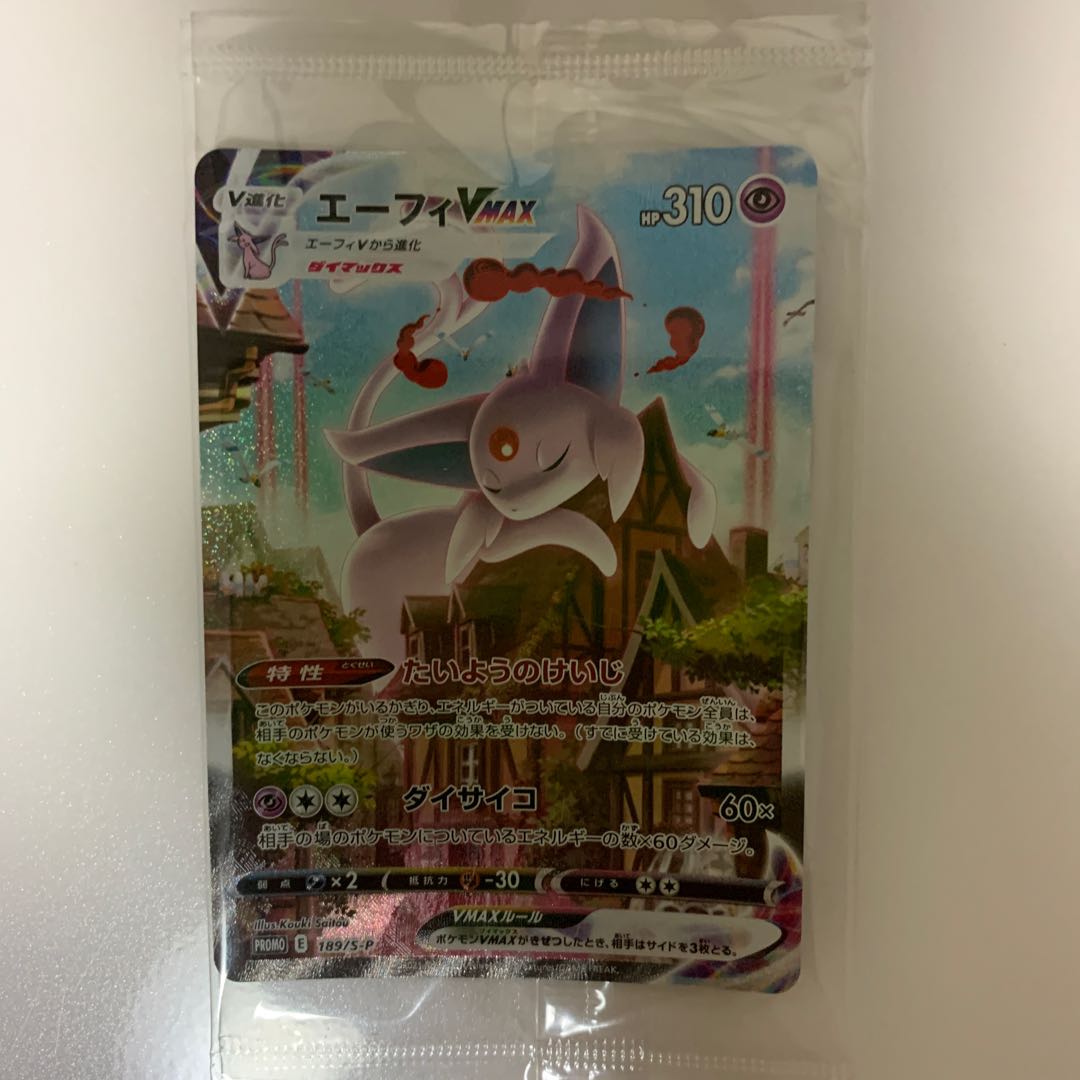 V進化
エーフィVMAX
HP310
エーフィVから進化
ダイマックス
特性 とくせい たいようのけいじ
このポケモンがいるかぎり、エネルギーがついている自分のポケモン全員は、
相手のポケモンが使うワザの効果を受けない。(すでに受けている効果は、
なくならない。)
ダイサイコ 60×
相手の場のポケモンについているエネルギーの数×60ダメージ。
弱点 ×2 抵抗力 -30 にげる
Illus. Kouki Saitou
VMAXルール
PROMO E 189/S-P
ポケモンVMAXがきぜつしたとき、相手はサイドを3枚とる。